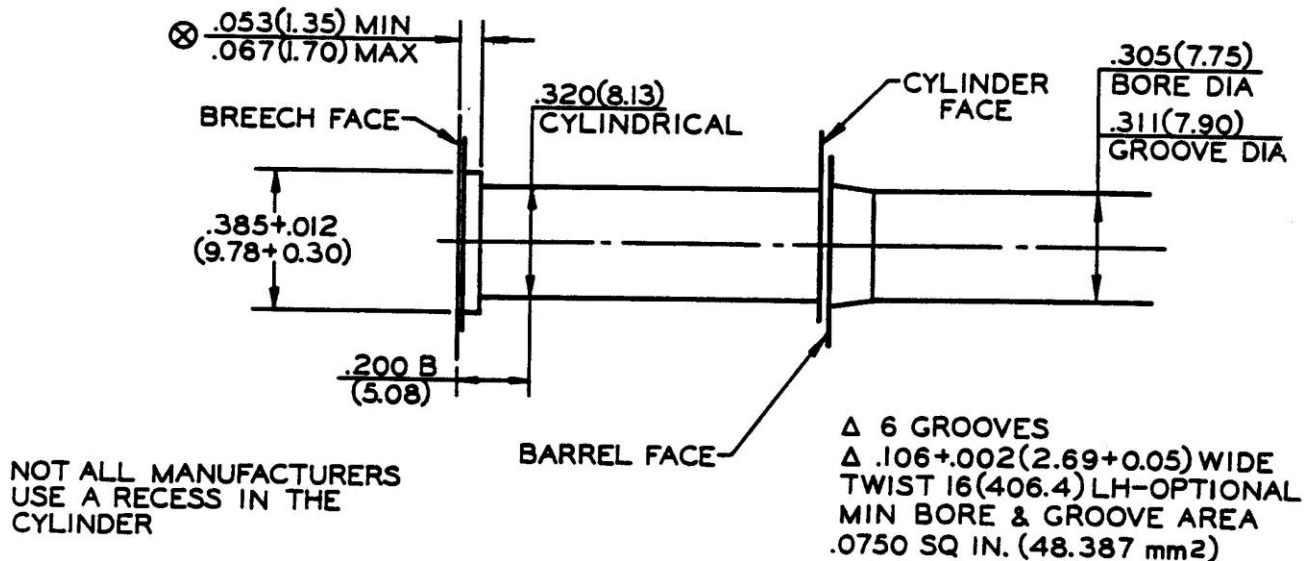 ⊗ .053(1.35) MIN
.067(1.70) MAX
BREECH FACE
.320(8.13)
CYLINDRICAL
CYLINDER
FACE
.305(7.75)
BORE DIA
.311(7.90)
GROOVE DIA
.385+.012
(9.78+0.30)
.200 B
(5.08)
BARREL FACE
NOT ALL MANUFACTURERS
USE A RECESS IN THE
CYLINDER
Δ 6 GROOVES
Δ .106+.002(2.69+0.05) WIDE
TWIST 16(406.4) LH-OPTIONAL
MIN BORE & GROOVE AREA
.0750 SQ IN. (48.387 mm2)